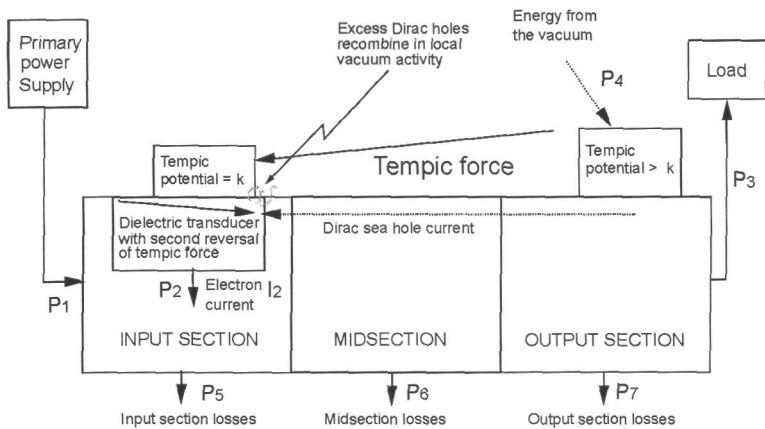 Primary
power
Supply
Excess Dirac holes
recombine in local
vacuum activity
Energy from
the vacuum
P4
Load
Tempic
potential = k
Tempic force
Tempic
potential > k
P3
Dielectric transducer
with second reversal
of tempic force
Dirac sea hole current
P1
P2
Electron I2
current
INPUT SECTION
MIDSECTION
OUTPUT SECTION
P5
P6
P7
Input section losses
Midsection losses
Output section losses